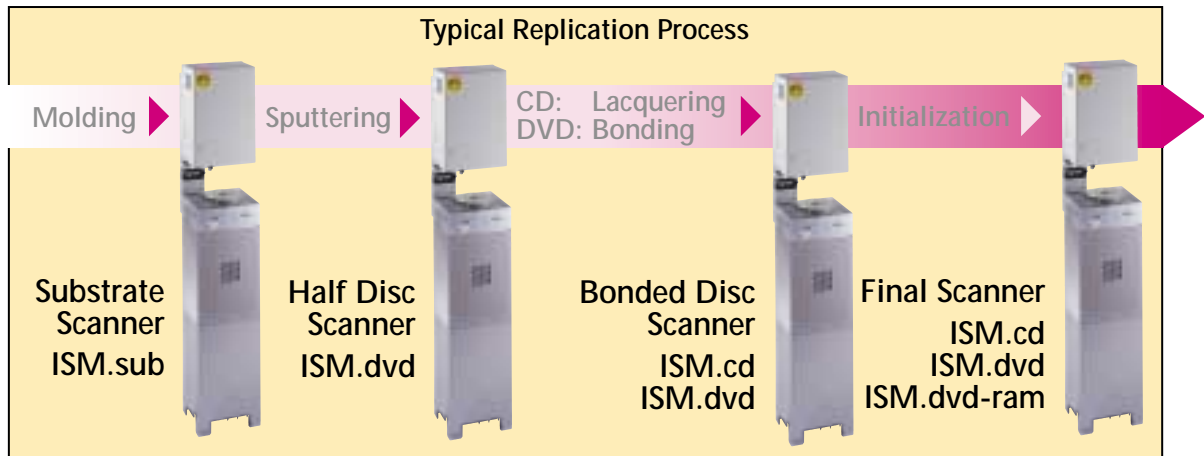 Typical Replication Process
Molding
Sputtering
CD: Lacquering
DVD: Bonding
Initialization
Substrate
Scanner
ISM.sub
Half Disc
Scanner
ISM.dvd
Bonded Disc
Scanner
ISM.cd
ISM.dvd
Final Scanner
ISM.cd
ISM.dvd
ISM.dvd-ram